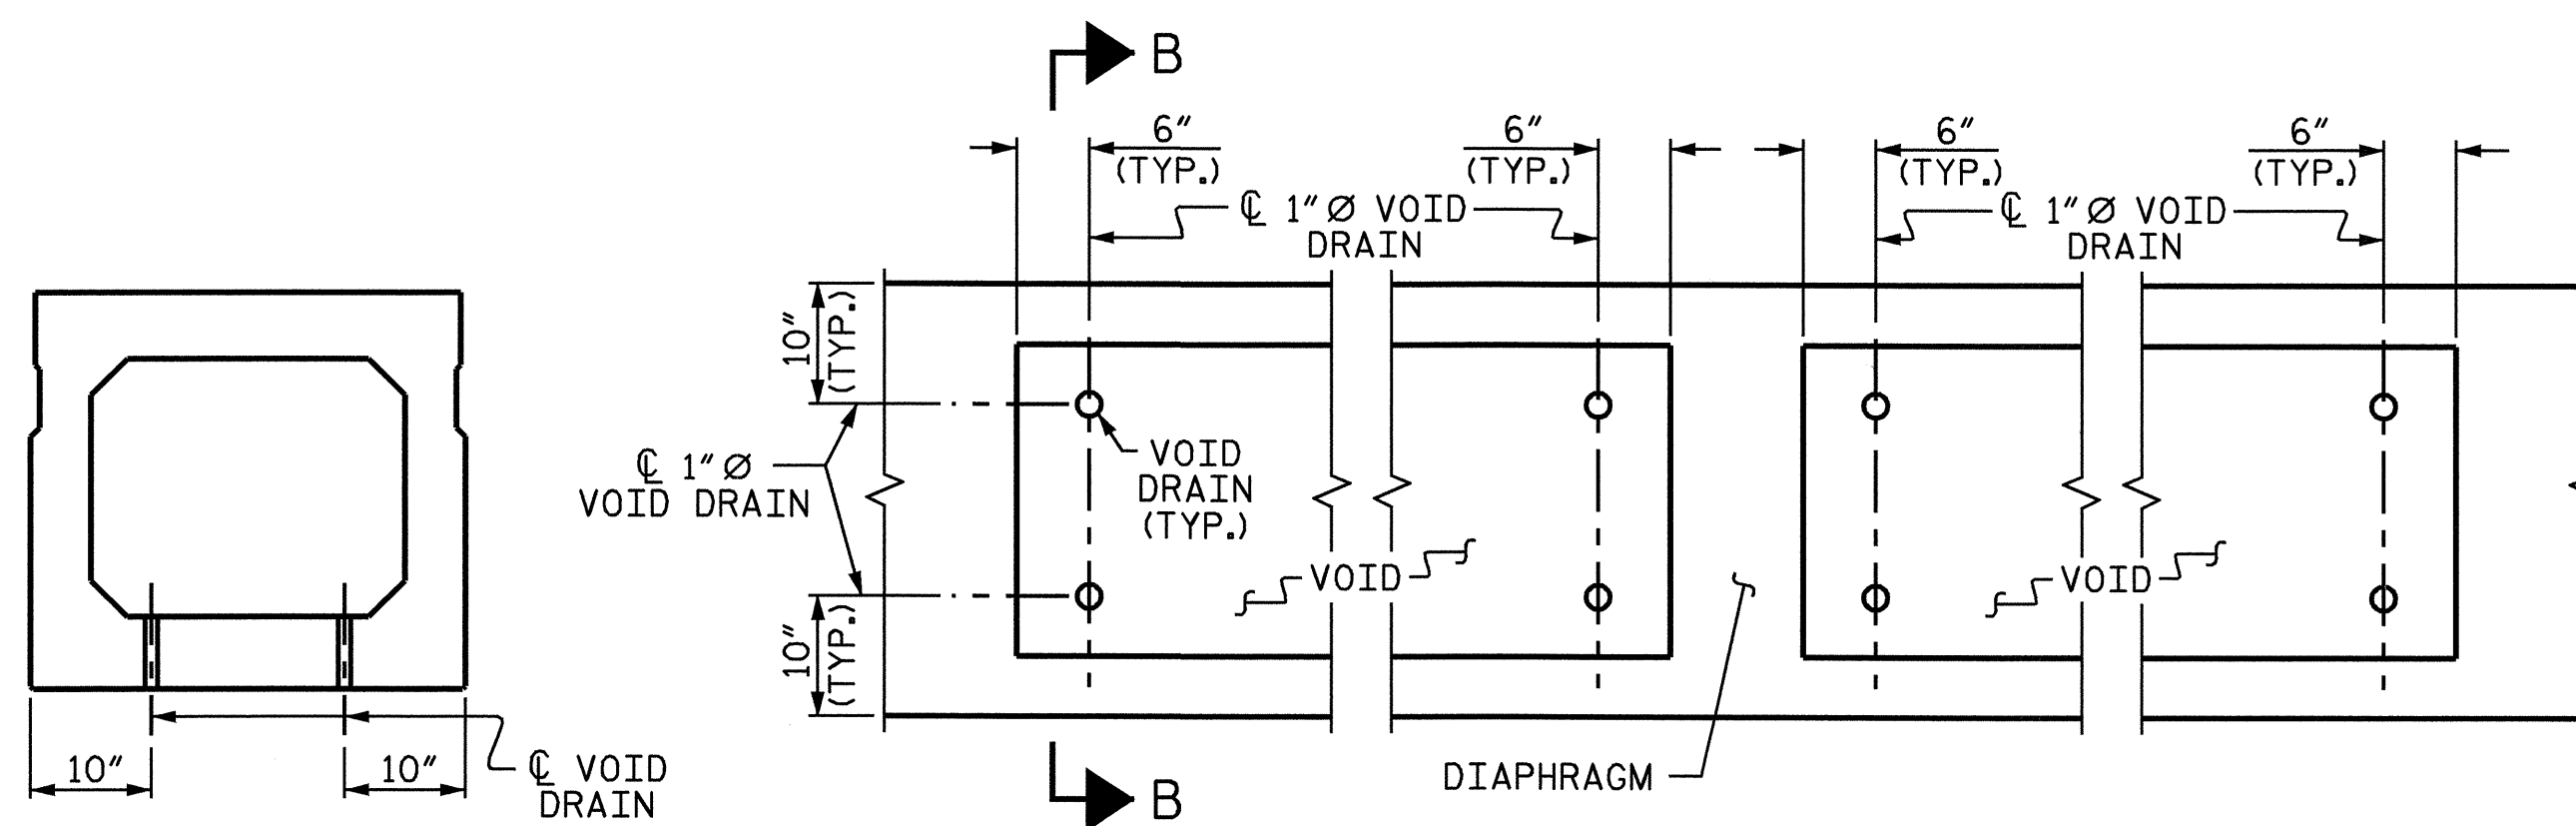 B
6" 6" 6" 6"
(TYP.) (TYP.) (TYP.) (TYP.)
℄ 1"Ø VOID
DRAIN
℄ 1"Ø VOID
DRAIN
10"
(TYP.)
℄ 1"Ø
VOID DRAIN
VOID
DRAIN
(TYP.)
VOID
VOID
10"
(TYP.)
10" 10"
℄ VOID
DRAIN
DIAPHRAGM
B